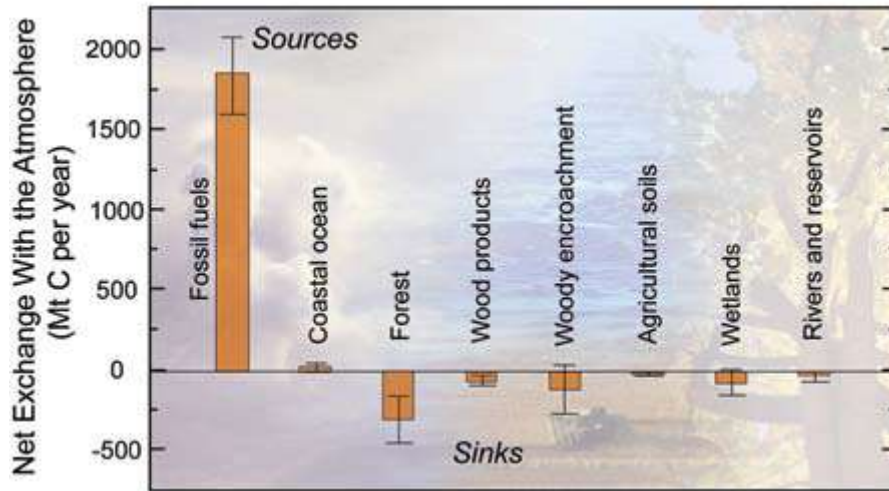 Net Exchange With the Atmosphere
(Mt C per year)
2000
1500
1000
500
0
-500
Sources
Fossil fuels
Coastal ocean
Forest
Wood products
Woody encroachment
Agricultural soils
Wetlands
Rivers and reservoirs
Sinks